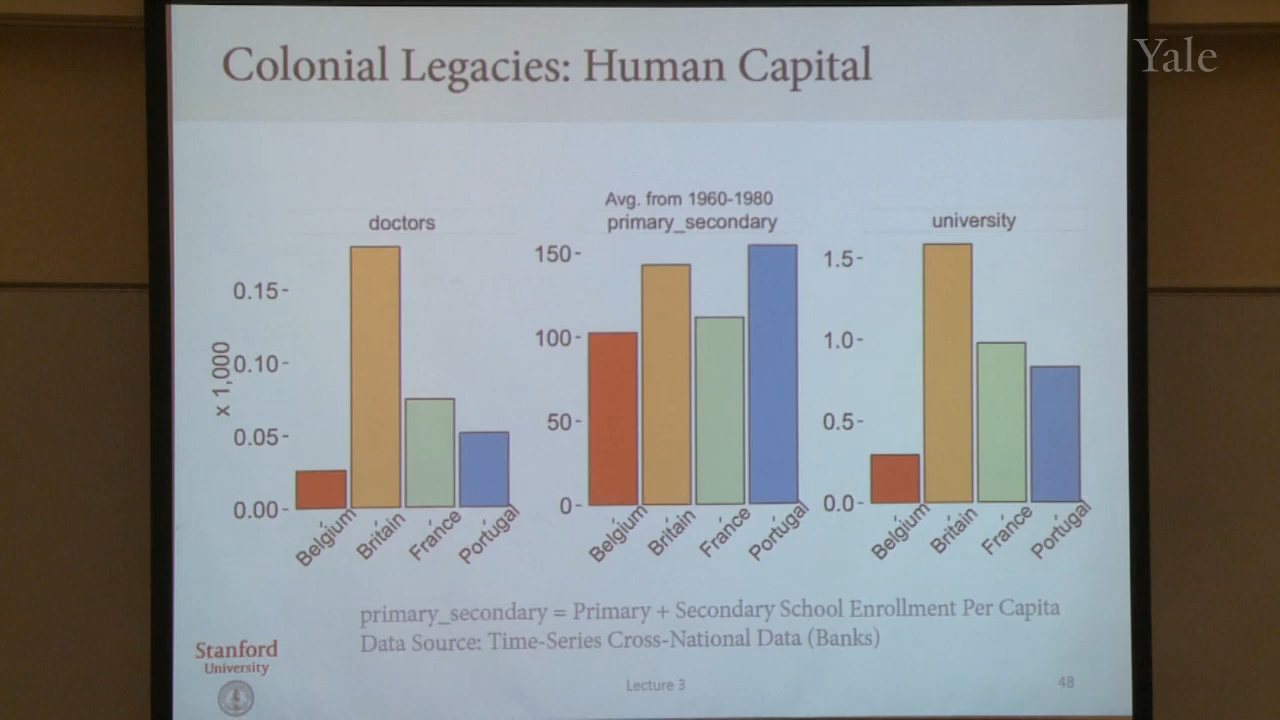 Colonial Legacies: Human Capital
Yale
Avg. from 1960-1980
doctors
primary_secondary
university
x 1,000
0.15
0.10
0.05
0.00
Belgium
Britain
France
Portugal
150
100
50
0
Belgium
Britain
France
Portugal
1.5
1.0
0.5
0.0
Belgium
Britain
France
Portugal
primary_secondary = Primary + Secondary School Enrollment Per Capita
Data Source: Time-Series Cross-National Data (Banks)
Stanford
University
Lecture 3
48